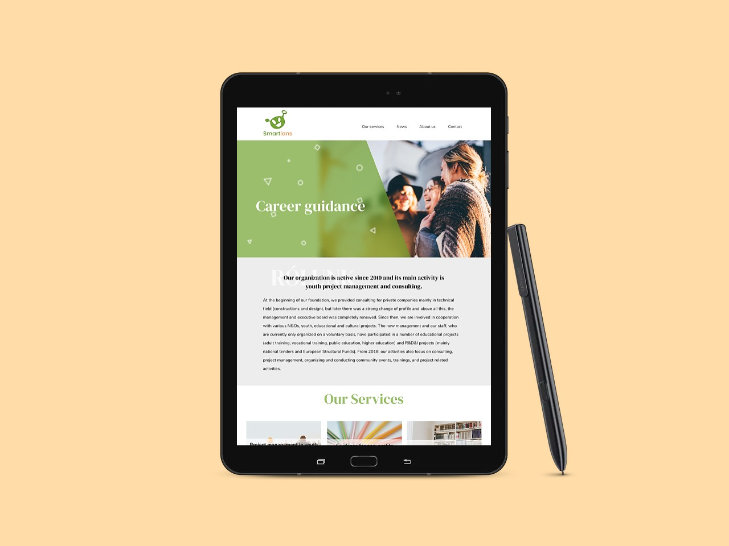 Smartians
Our services News About us Contact
Career guidance
Our organization is active since 2010 and its main activity is
youth project management and consulting.
At the beginning of our foundation, we provided consulting for private companies mainly in technical
field (constructions and design), but later there was a strong change of profile and above all this, the
management and executive board was completely renewed. Since then, we are involved in cooperation
with various NGOs, youth, educational and cultural projects. The new management and our staff, who
are currently only organized on a voluntary basis, have participated in a number of educational projects
(adult training, vocational training, public education, higher education) and R&D&I projects (mainly
national tenders and European Structural Funds). From 2018, our activities also focus on consulting,
project management, organizing and conducting community events, trainings, and project related
activities.
Our Services
Project management in youth